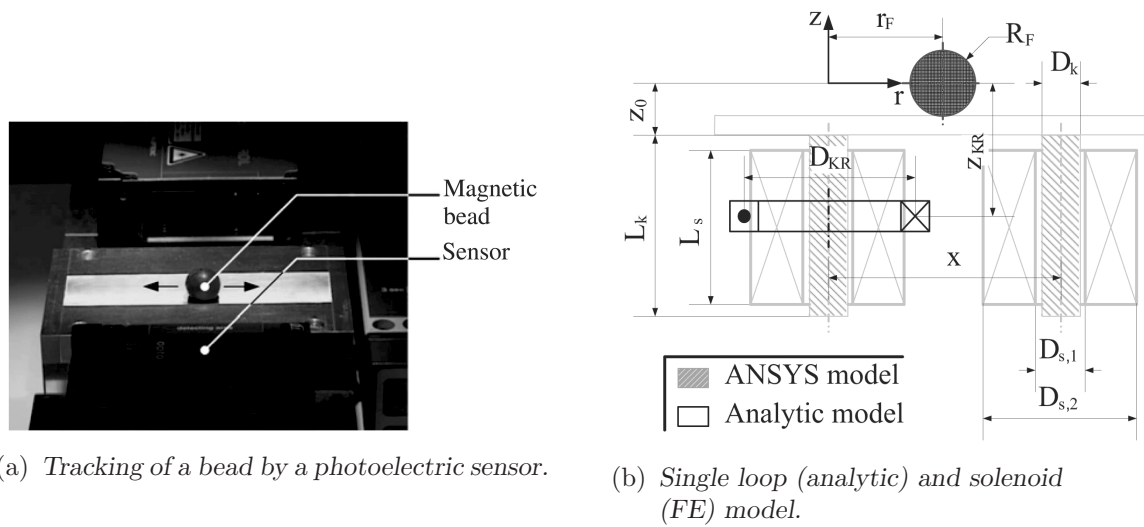 Magnetic
bead
Sensor
z
r_F
R_F
D_k
r
z_0
z_KR
D_KR
L_k
L_s
x
D_s,1
D_s,2
ANSYS model
Analytic model
a) Tracking of a bead by a photoelectric sensor.
(b) Single loop (analytic) and solenoid
(FE) model.